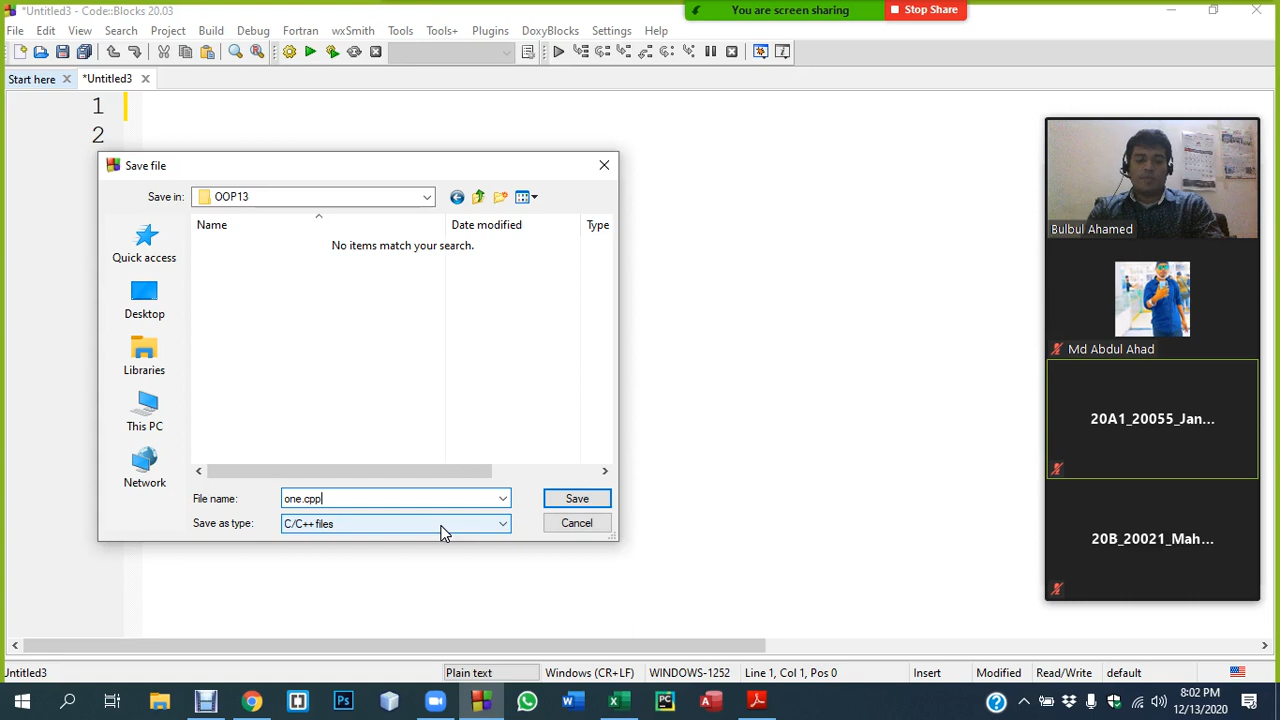 *Untitled3 - Code::Blocks 20.03
You are screen sharing
Stop Share
File Edit View Search Project Build Debug Fortran wxSmith Tools Tools+ Plugins DoxyBlocks Settings Help
Start here
*Untitled3
1
2
Save file
Save in: OOP13
Name Date modified Type
No items match your search.
Quick access
Desktop
Libraries
This PC
Network
File name: one.cpp
Save
Save as type: C/C++ files
Cancel
Bulbul Ahamed
Md Abdul Ahad
20A1_20055_Jan...
20B_20021_Mah...
Untitled3 Plain text Windows (CR+LF) WINDOWS-1252 Line 1, Col 1, Pos 0 Insert Modified Read/Write default
8:02 PM
12/13/2020